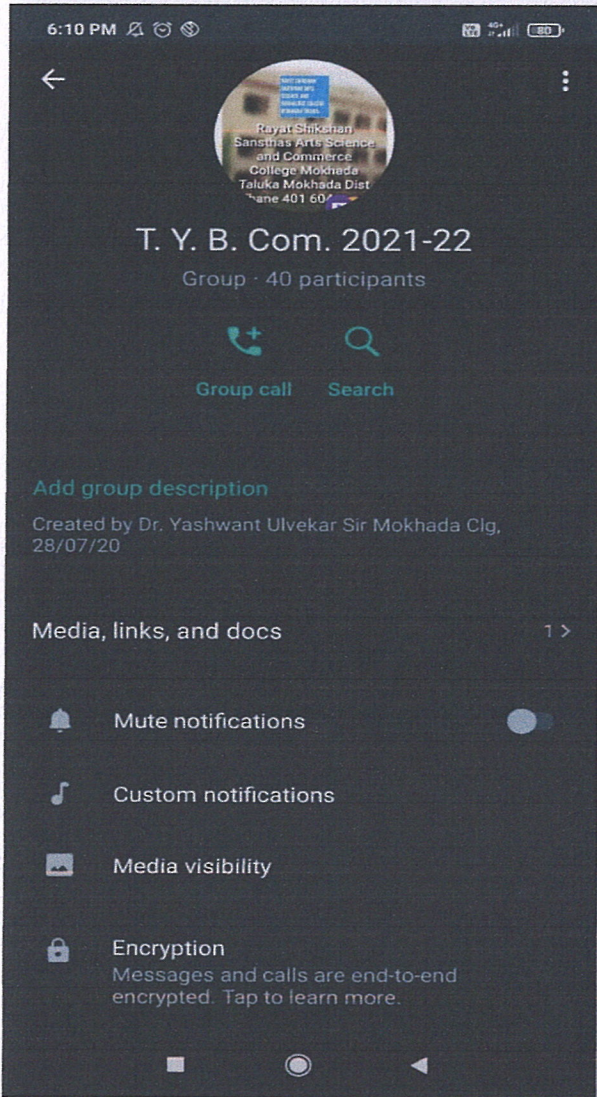 6:10 PM
4G+
80
Rayat Shikshan
Sansthas Arts Science
and Commerce
College Mokhada
Taluka Mokhada Dist
T. Y. B. Com. 2021-22
Group · 40 participants
Group call Search
Add group description
Created by Dr. Yashwant Ulvekar Sir Mokhada Clg,
28/07/20
Media, links, and docs 1 >
Mute notifications
Custom notifications
Media visibility
Encryption
Messages and calls are end-to-end
encrypted. Tap to learn more.